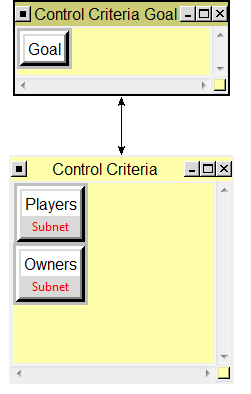 Control Criteria Goal
Goal
Control Criteria
Players
Subnet
Owners
Subnet